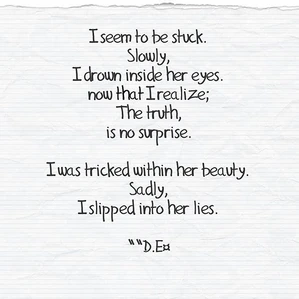 I seem to be stuck.
Slowly,
I drown inside her eyes.
now that I realize;
The truth,
is no surprise.
I was tricked within her beauty.
Sadly,
I slipped into her lies.
""D.E¤